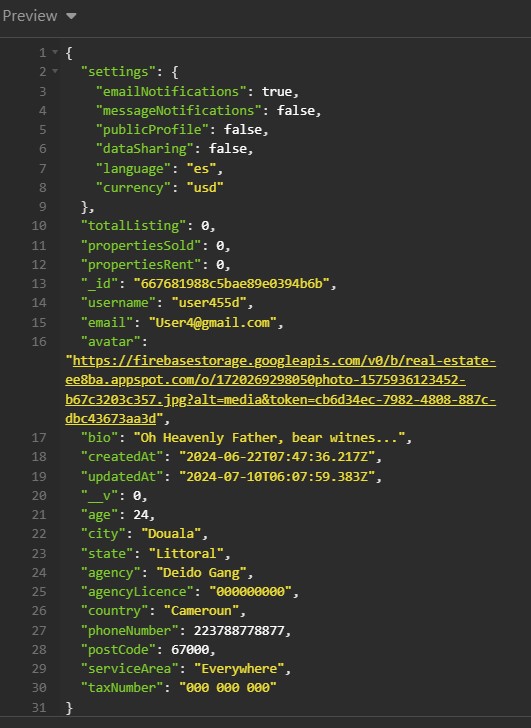 Preview
1 {
2 "settings": {
3 "emailNotifications": true,
4 "messageNotifications": false,
5 "publicProfile": false,
6 "dataSharing": false,
7 "language": "es",
8 "currency": "usd"
9 },
10 "totalListing": 0,
11 "propertiesSold": 0,
12 "propertiesRent": 0,
13 "_id": "667681988c5bae89e0394b6b",
14 "username": "user455d",
15 "email": "User4@gmail.com",
16 "avatar":
"https://firebasestorage.googleapis.com/v0/b/real-estate-
ee8ba.appspot.com/o/1720269298050photo-1575936123452-
b67c3203c357.jpg?alt=media&token=cb6d34ec-7982-4808-887c-
dbc43673aa3d",
17 "bio": "Oh Heavenly Father, bear witnes...",
18 "createdAt": "2024-06-22T07:47:36.217Z",
19 "updatedAt": "2024-07-10T06:07:59.383Z",
20 "__v": 0,
21 "age": 24,
22 "city": "Douala",
23 "state": "Littoral",
24 "agency": "Deido Gang",
25 "agencyLicence": "000000000",
26 "country": "Cameroun",
27 "phoneNumber": 223788778877,
28 "postCode": 67000,
29 "serviceArea": "Everywhere",
30 "taxNumber": "000 000 000"
31 }